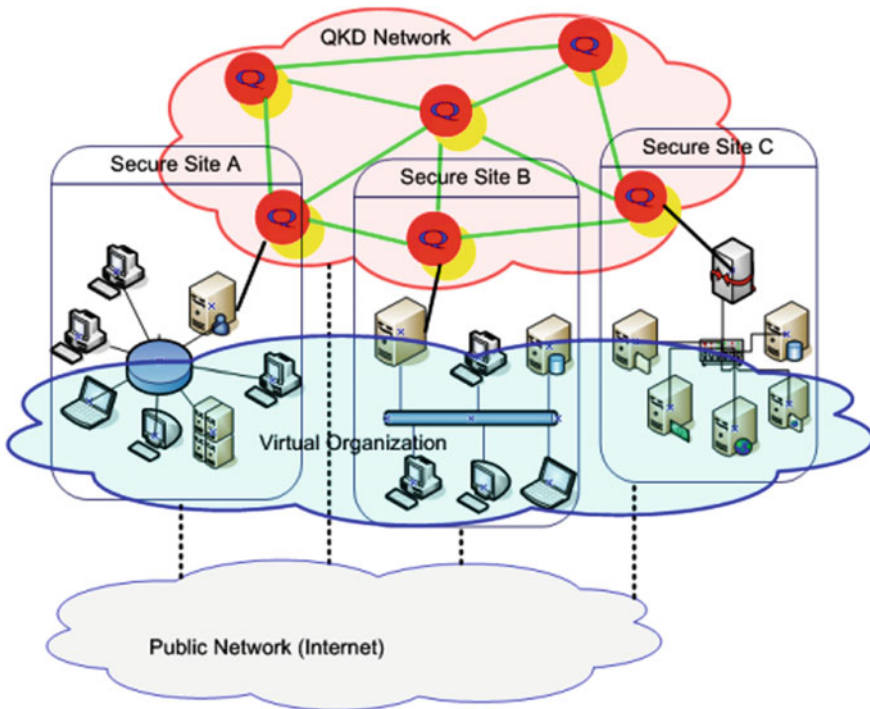 QKD Network
Q
Q
Q
Secure Site A
Secure Site B
Secure Site C
Q
Q
Q
Virtual Organization
Public Network (Internet)